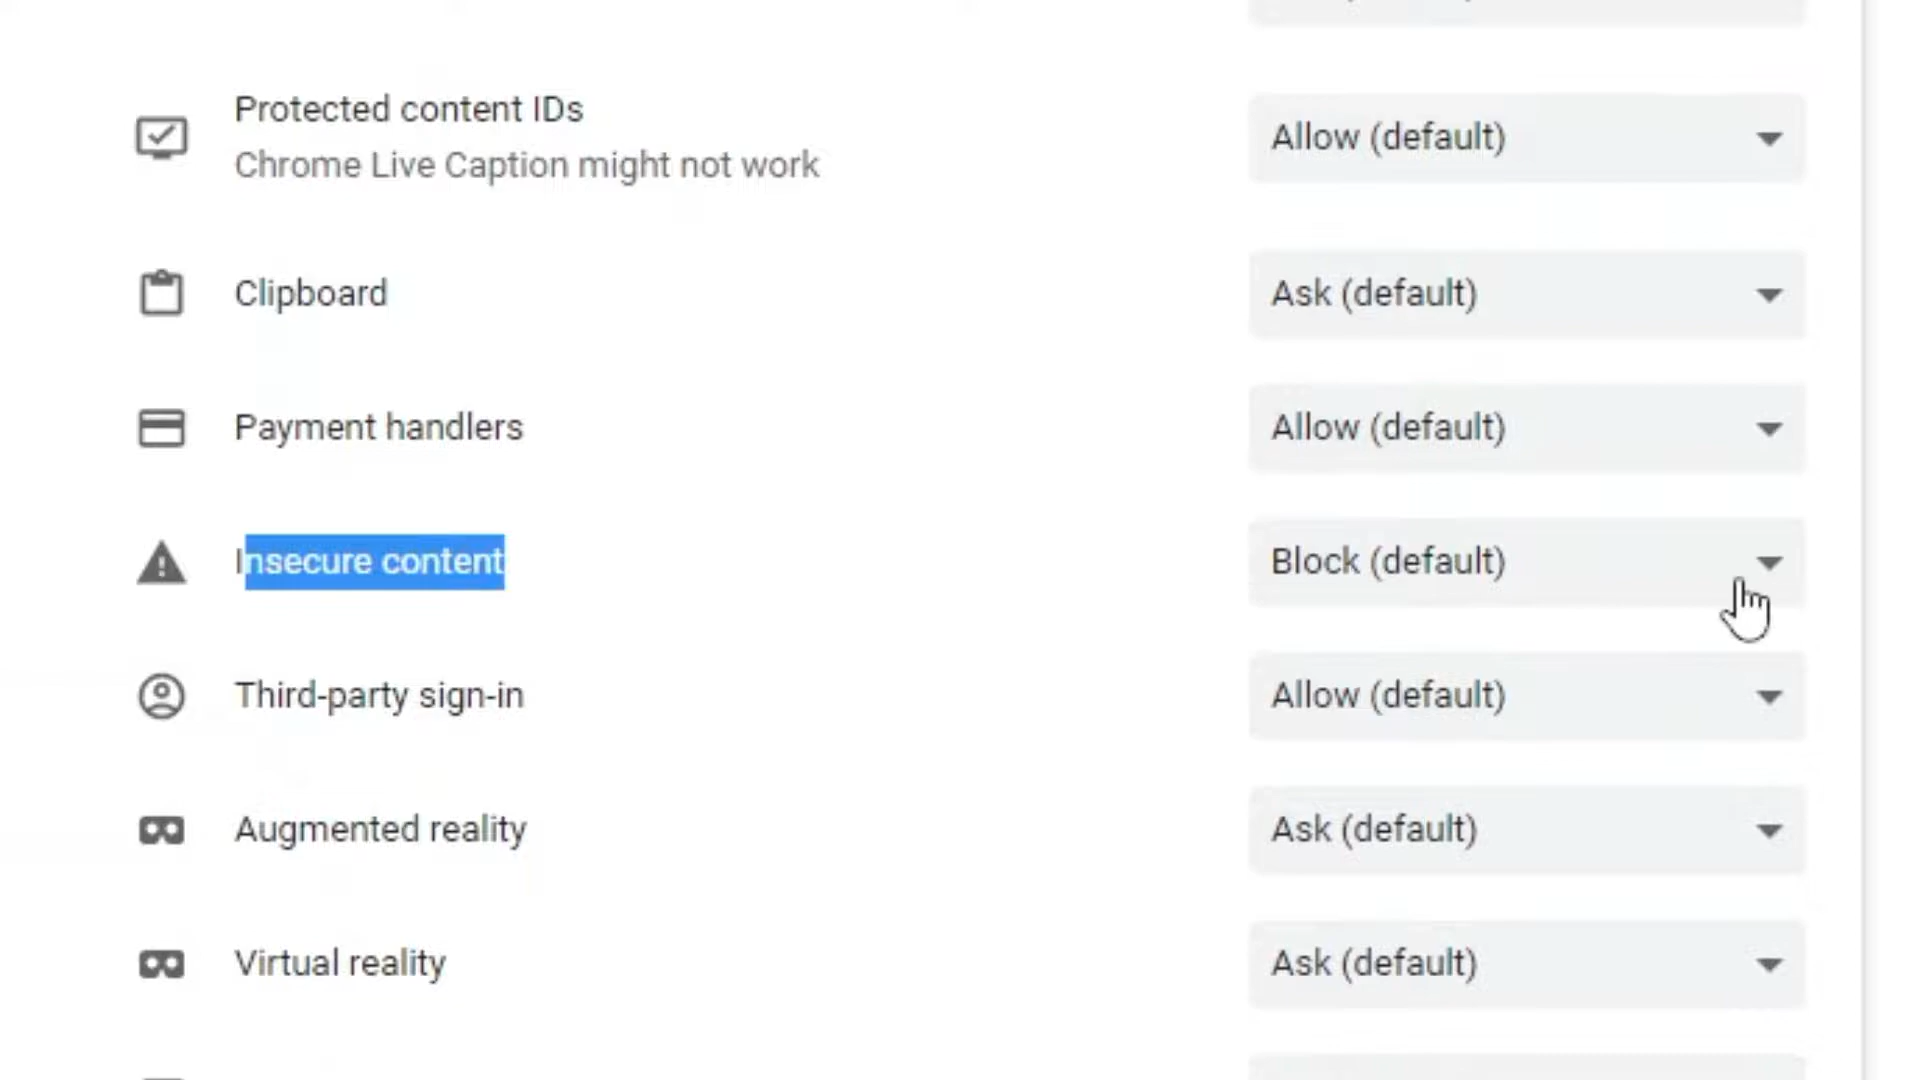 Protected content IDs
Chrome Live Caption might not work
Allow (default)
Clipboard
Ask (default)
Payment handlers
Allow (default)
Insecure content
Block (default)
Third-party sign-in
Allow (default)
Augmented reality
Ask (default)
Virtual reality
Ask (default)